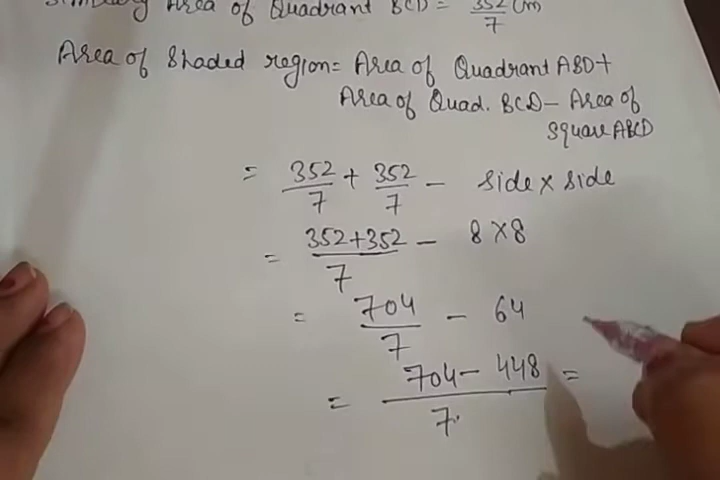 Area of Quadrant BCD = 352/7 cm
Area of Shaded region = Area of Quadrant ABD +
Area of Quad. BCD - Area of
Square ABCD
= 352/7 + 352/7 - Side × Side
= 352+352/7 - 8 × 8
= 704/7 - 64
= 704 - 448/7 =